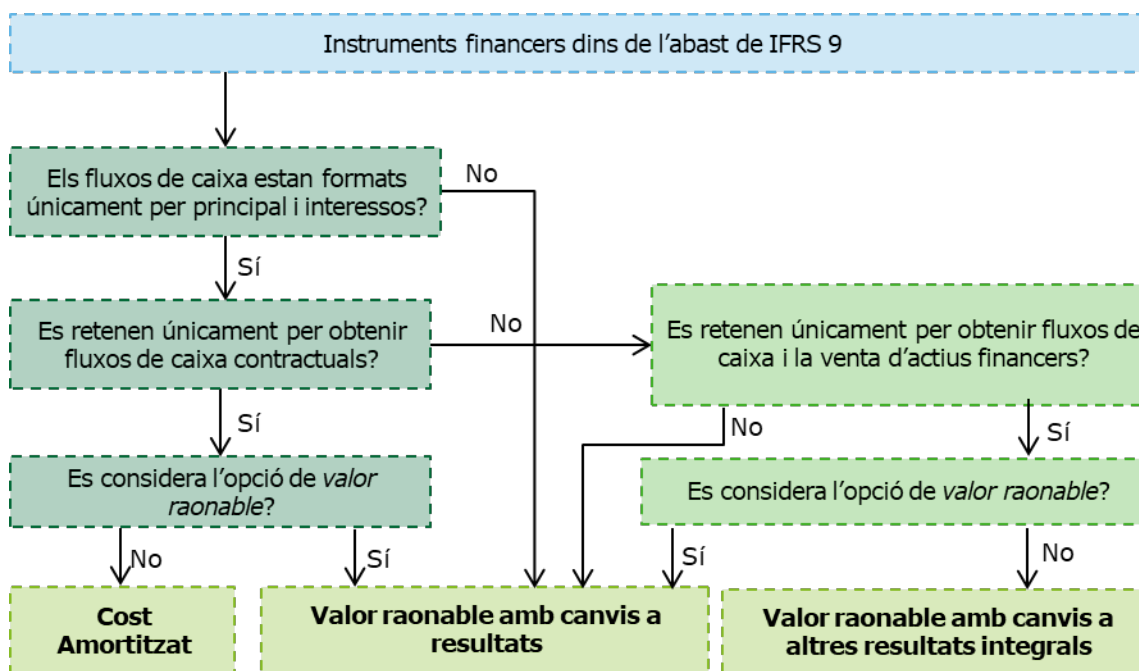 Instruments financers dins de l'abast de IFRS 9
Els fluxos de caixa estan formats
únicament per principal i interessos?
No
Sí
Es retenen únicament per obtenir
fluxos de caixa contractuals?
No
Es retenen únicament per obtenir fluxos de
caixa i la venta d'actius financers?
Sí
No
Sí
Es considera l'opció de valor
raonable?
Es considera l'opció de valor raonable?
No
Sí
Sí
No
Cost
Amortitzat
Valor raonable amb canvis a
resultats
Valor raonable amb canvis a
altres resultats integrals